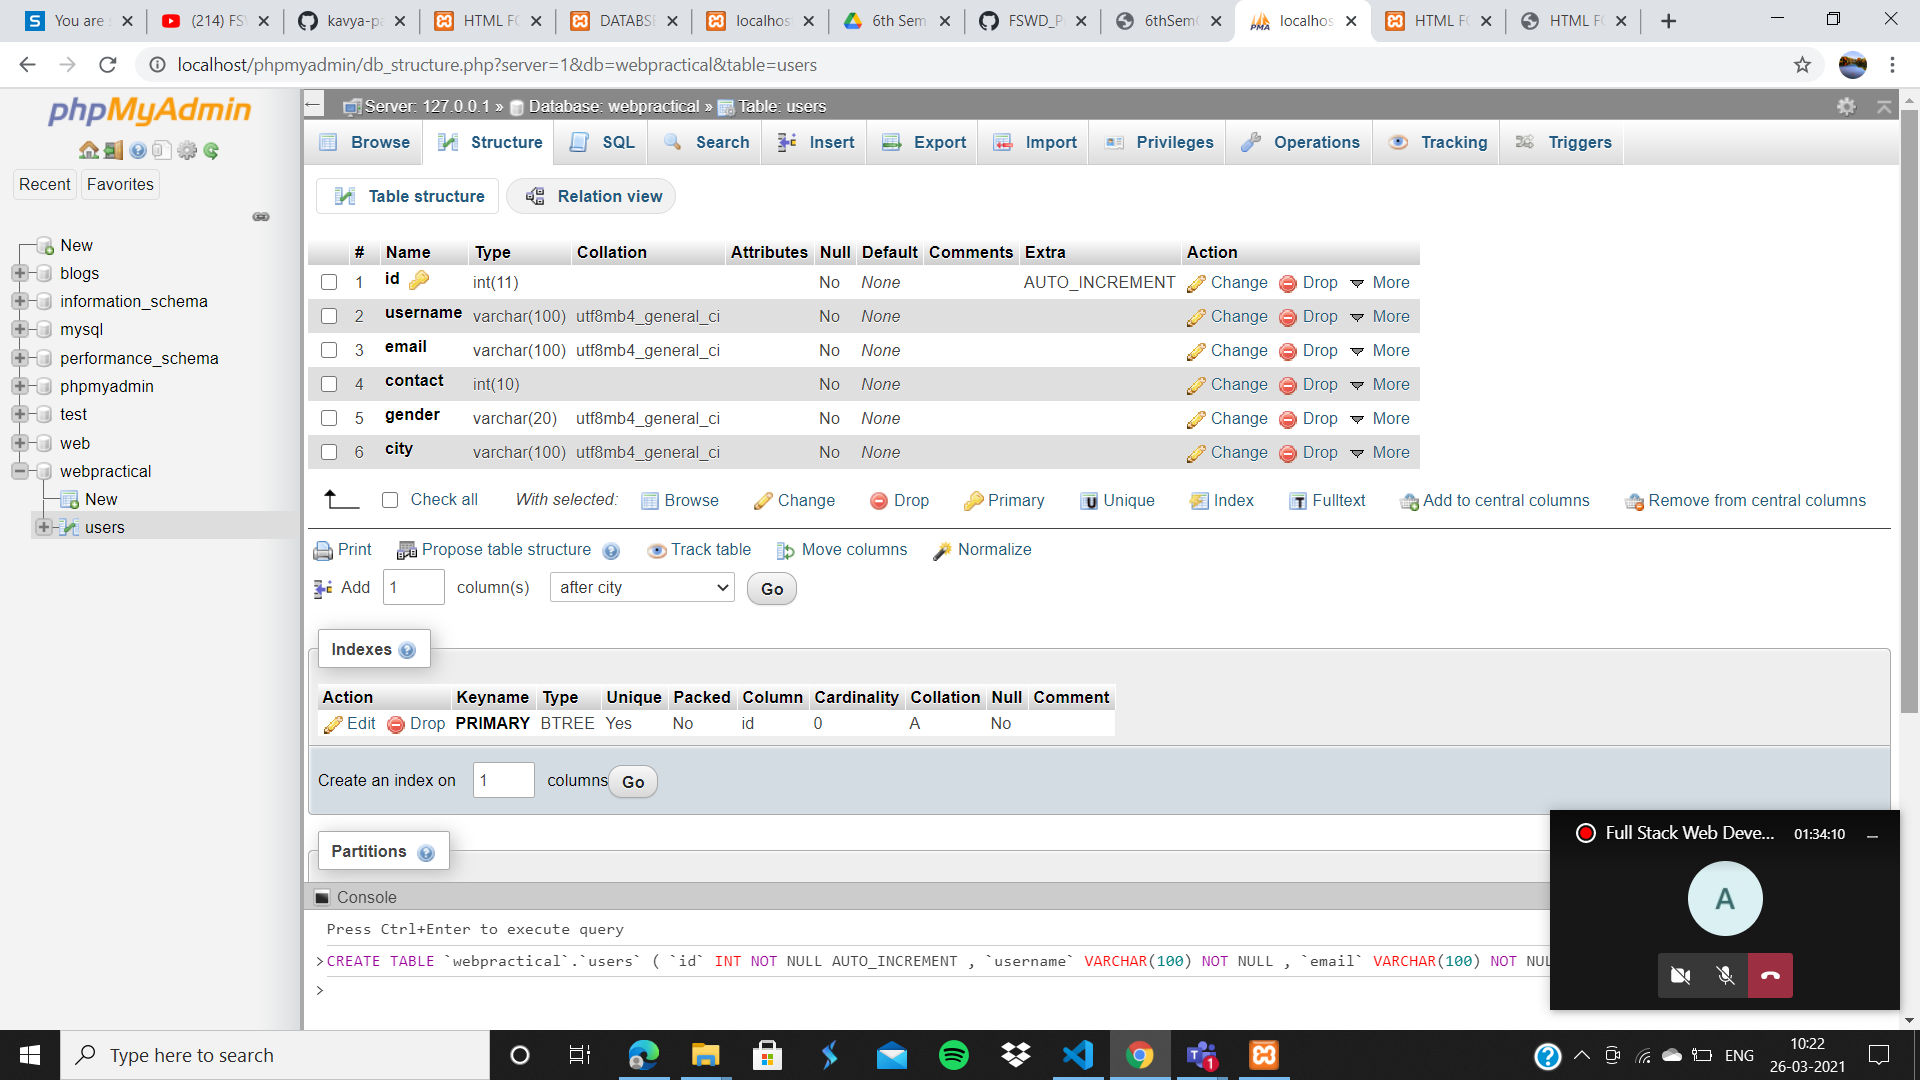 You are s
(214) FSV
kavya-pa
HTML FO
DATABSE
localhost
6th Sem
FSWD_Pr
6thSemC
localhos
HTML FO
HTML FO
localhost/phpmyadmin/db_structure.php?server=1&db=webpractical&table=users
phpMyAdmin
Recent
Favorites
New
blogs
information_schema
mysql
performance_schema
phpmyadmin
test
web
webpractical
New
users
Server: 127.0.0.1 » Database: webpractical » Table: users
Browse Structure SQL Search Insert Export Import Privileges Operations Tracking Triggers
Table structure Relation view
# Name Type Collation Attributes Null Default Comments Extra Action
1 id int(11) No None AUTO_INCREMENT Change Drop More
2 username varchar(100) utf8mb4_general_ci No None Change Drop More
3 email varchar(100) utf8mb4_general_ci No None Change Drop More
4 contact int(10) No None Change Drop More
5 gender varchar(20) utf8mb4_general_ci No None Change Drop More
6 city varchar(100) utf8mb4_general_ci No None Change Drop More
Check all With selected: Browse Change Drop Primary Unique Index Fulltext Add to central columns Remove from central columns
Print Propose table structure Track table Move columns Normalize
Add 1 column(s) after city Go
Indexes
Action Keyname Type Unique Packed Column Cardinality Collation Null Comment
Edit Drop PRIMARY BTREE Yes No id 0 A No
Create an index on 1 columns Go
Partitions
Console
Press Ctrl+Enter to execute query
>CREATE TABLE `webpractical`.`users` ( `id` INT NOT NULL AUTO_INCREMENT , `username` VARCHAR(100) NOT NULL , `email` VARCHAR(100) NOT NUL
>
Full Stack Web Deve... 01:34:10
A
Type here to search
1
ENG
10:22
26-03-2021